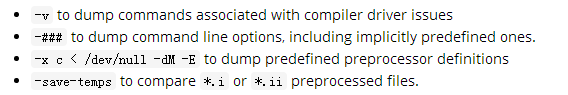 • -v to dump commands associated with compiler driver issues
• -### to dump command line options, including implicitly predefined ones.
• -x c < /dev/null -dM -E to dump predefined preprocessor definitions
• -save-temps to compare *.i or *.ii preprocessed files.